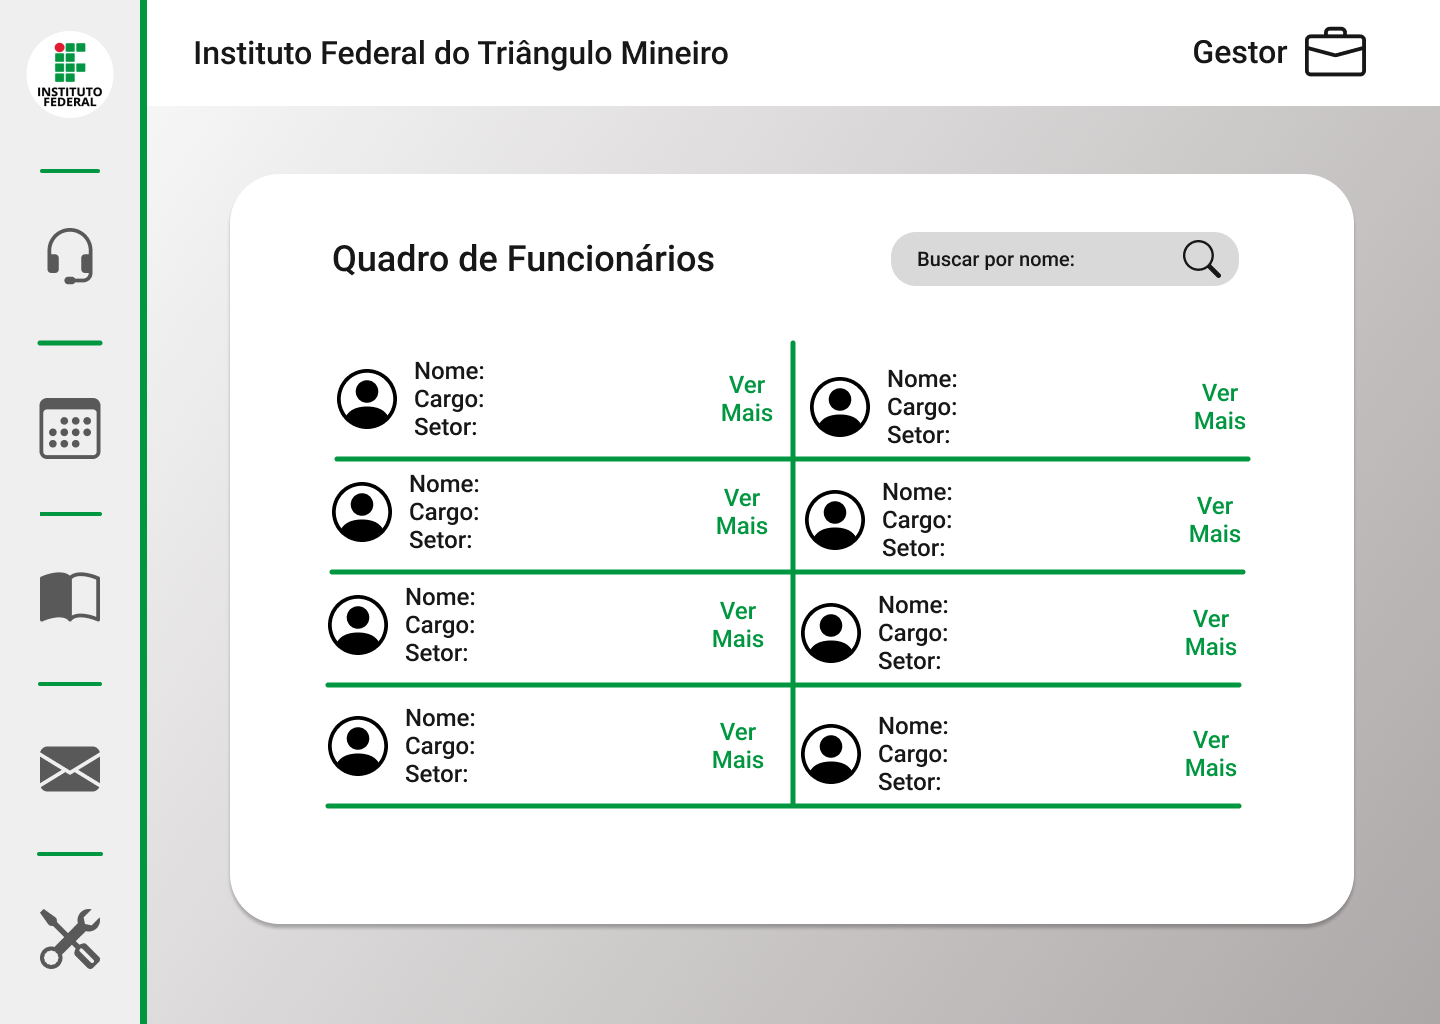 INSTITUTO
FEDERAL
Instituto Federal do Triângulo Mineiro
Gestor
Quadro de Funcionários
Buscar por nome:
Nome:
Cargo:
Setor:
Ver
Mais
Nome:
Cargo:
Setor:
Ver
Mais
Nome:
Cargo:
Setor:
Ver
Mais
Nome:
Cargo:
Setor:
Ver
Mais
Nome:
Cargo:
Setor:
Ver
Mais
Nome:
Cargo:
Setor:
Ver
Mais
Nome:
Cargo:
Setor:
Ver
Mais
Nome:
Cargo:
Setor:
Ver
Mais